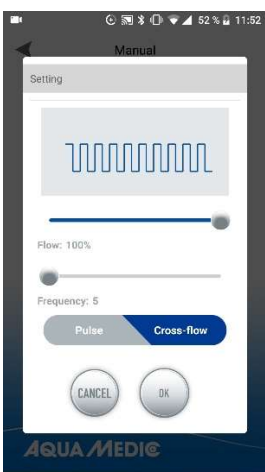 52 % 11:52
Manual
Setting
Flow: 100%
Frequency: 5
Pulse Cross-flow
CANCEL OK
AQUA MEDIC